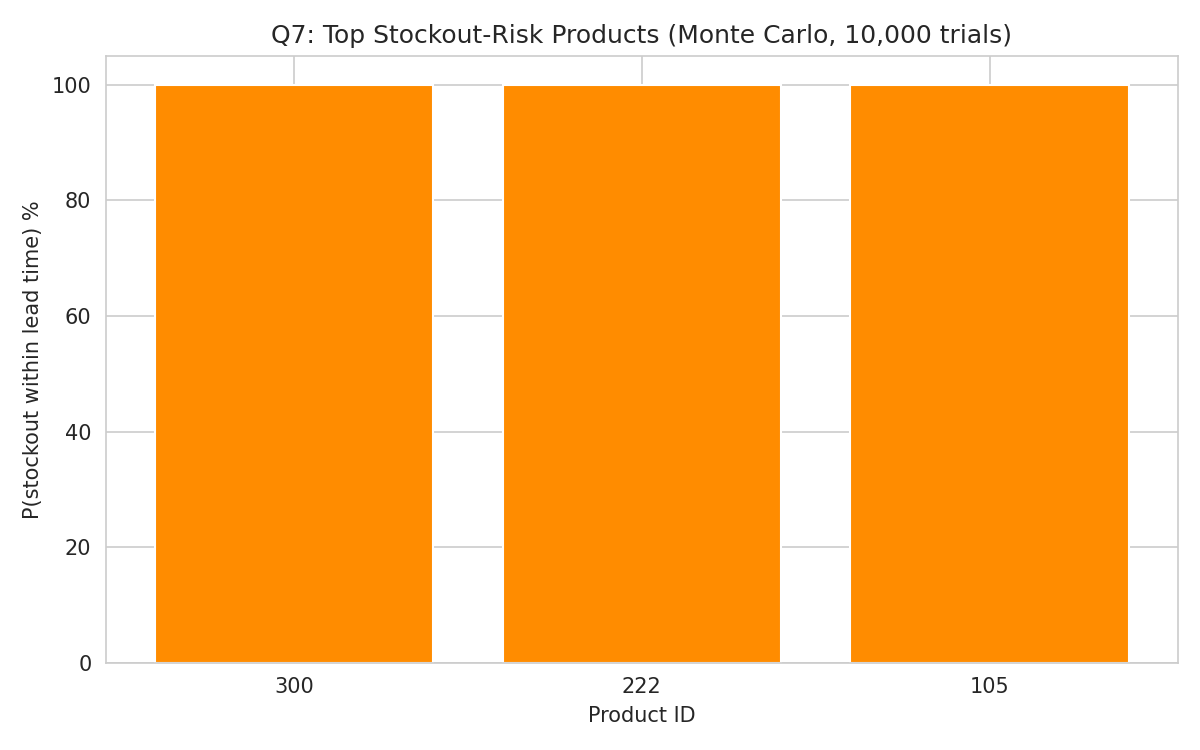 Q7: Top Stockout-Risk Products (Monte Carlo, 10,000 trials)
P(stockout within lead time) %
100
80
60
40
20
0
300 222 105
Product ID